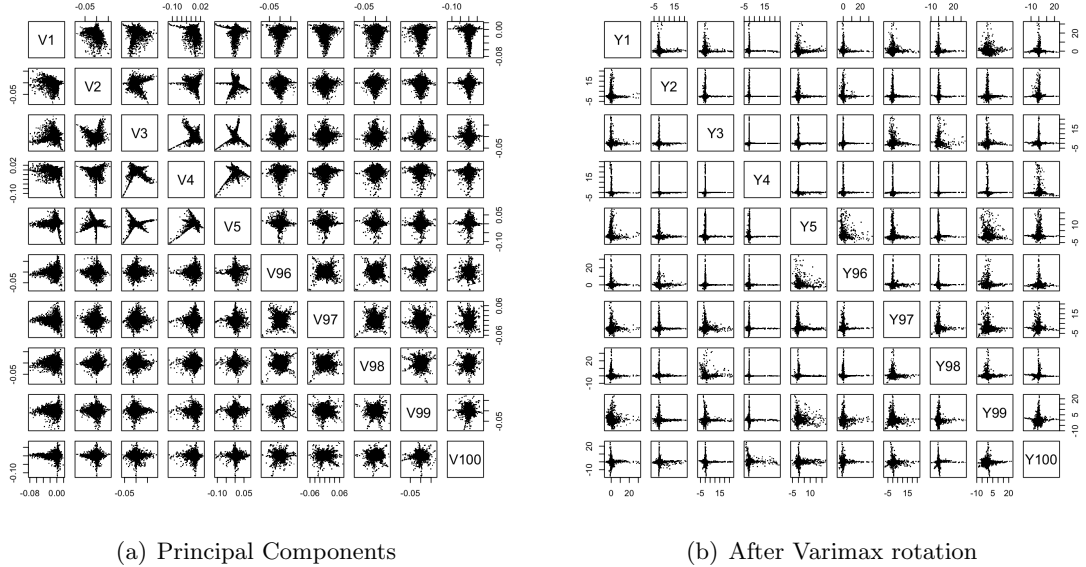 -0.05 -0.10 0.02 -0.05 -0.05 -0.10
-5 5 15 -5 5 15 0 20 -10 20 -10 20
V1 -0.08 0.00
Y1 0 20
-0.05 V2
-5 15 Y2
V3 -0.05
Y3 -5 15
-0.10 0.02 V4
-5 15 Y4
V5 -0.10 0.05
Y5 -5 10
-0.05 V96
0 20 Y96
V97 -0.06 0.06
Y97 -5 15
-0.05 V98
-10 20 Y98
V99 -0.05
Y99 -10 5 20
-0.10 V100
-10 20 Y100
-0.08 0.00 -0.05 -0.10 0.05 -0.06 0.06 -0.05
0 20 -5 5 15 -5 10 -5 5 15 -10 5 20
(a) Principal Components
(b) After Varimax rotation